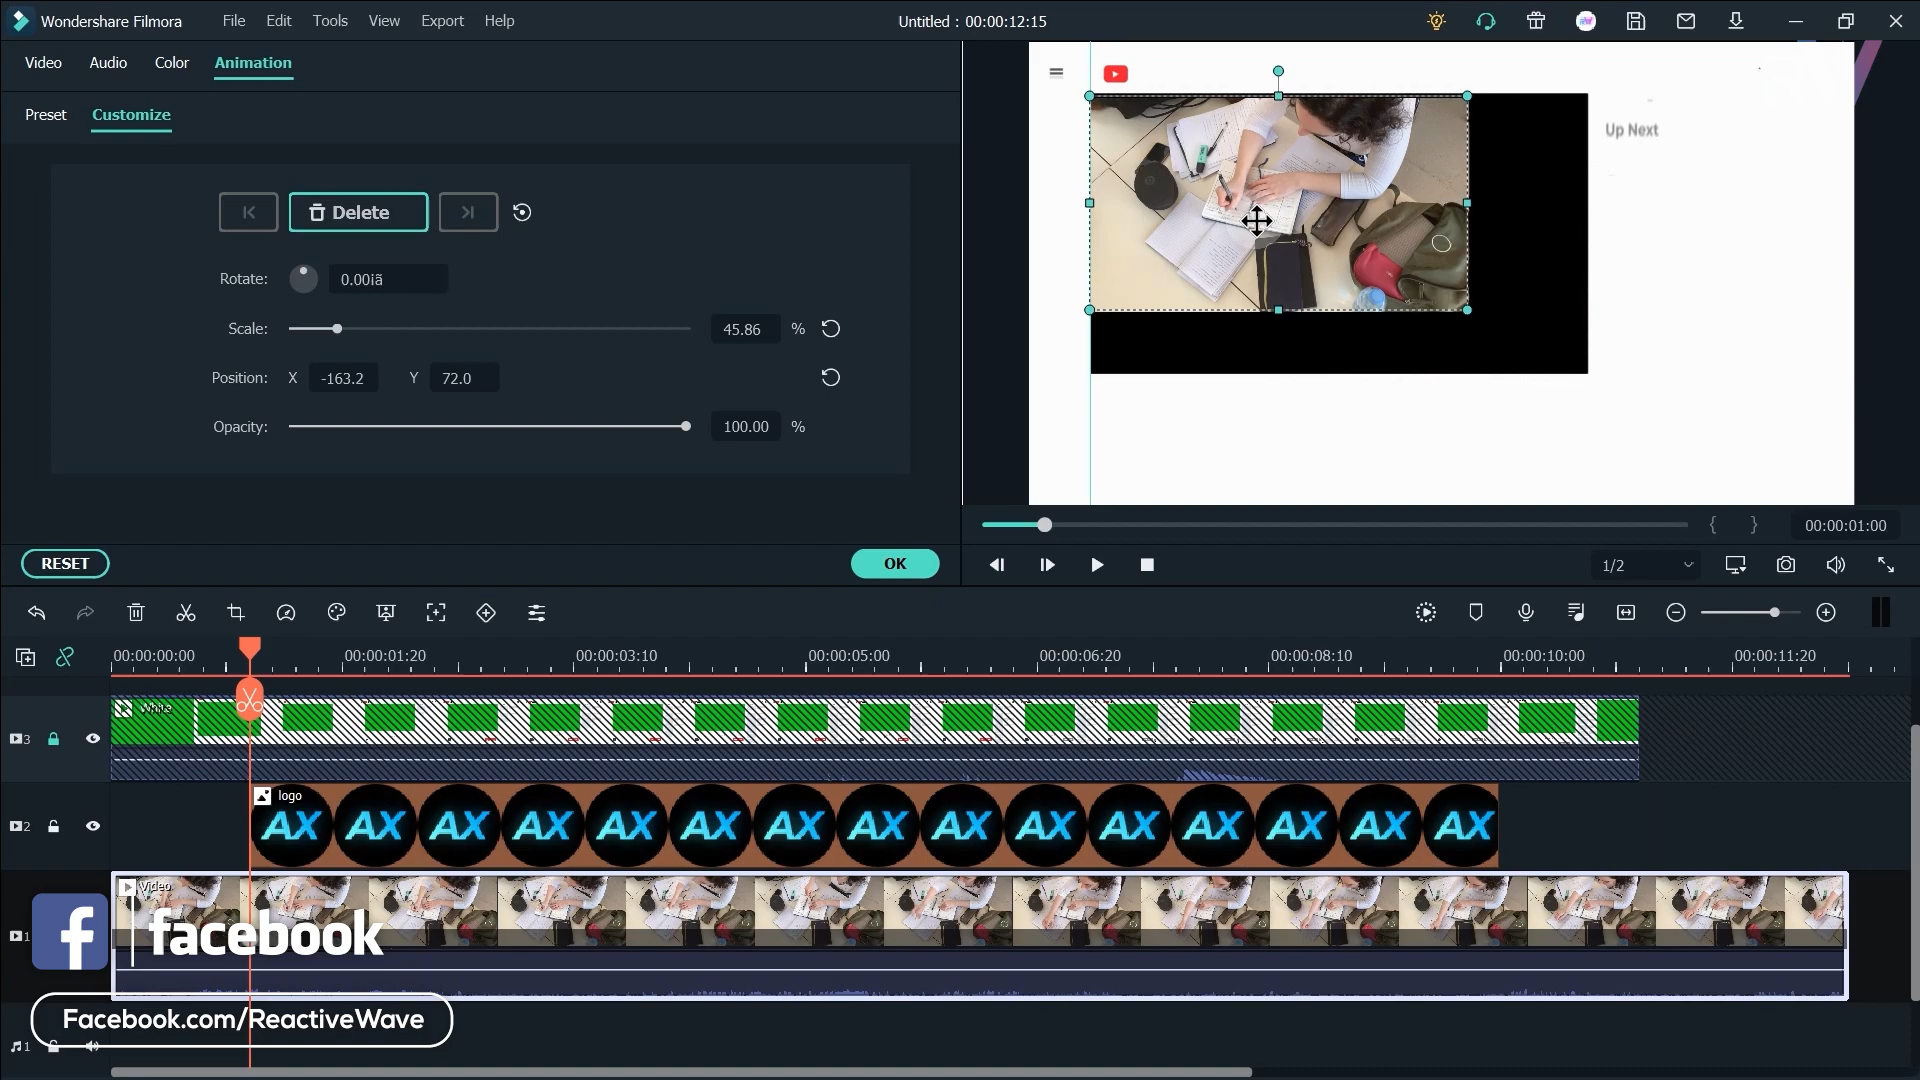 Wondershare Filmora File Edit Tools View Export Help Untitled : 00:00:12:15
Video Audio Color Animation
Preset Customize
Up Next
Delete
Rotate: 0.00iã
Scale: 45.86 %
Position: X -163.2 Y 72.0
Opacity: 100.00 %
{ } 00:00:01:00
RESET OK
1/2
00:00:00:00 00:00:01:20 00:00:03:10 00:00:05:00 00:00:06:20 00:00:08:10 00:00:10:00 00:00:11:20
3 White
logo
2 AX AX AX AX AX AX AX AX AX AX AX AX AX AX AX
Video
1 f facebook
Facebook.com/ReactiveWave
1